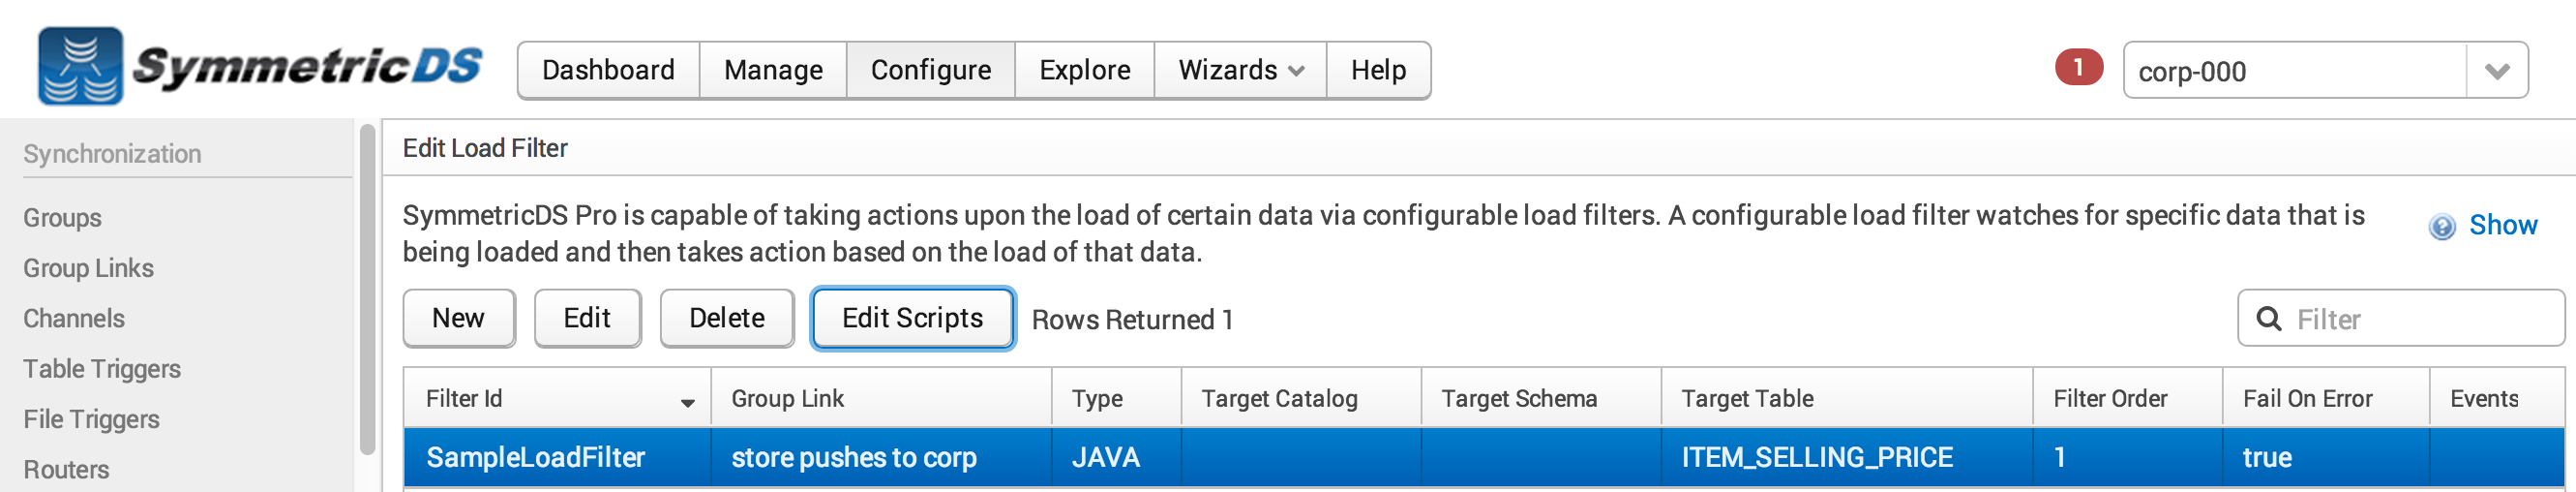 SymmetricDS
Dashboard Manage Configure Explore Wizards Help
1
corp-000
Synchronization
Groups
Group Links
Channels
Table Triggers
File Triggers
Routers
Edit Load Filter
SymmetricDS Pro is capable of taking actions upon the load of certain data via configurable load filters. A configurable load filter watches for specific data that is
being loaded and then takes action based on the load of that data.
Show
New Edit Delete Edit Scripts Rows Returned 1
Filter
Filter Id Group Link Type Target Catalog Target Schema Target Table Filter Order Fail On Error Events
SampleLoadFilter store pushes to corp JAVA ITEM_SELLING_PRICE 1 true